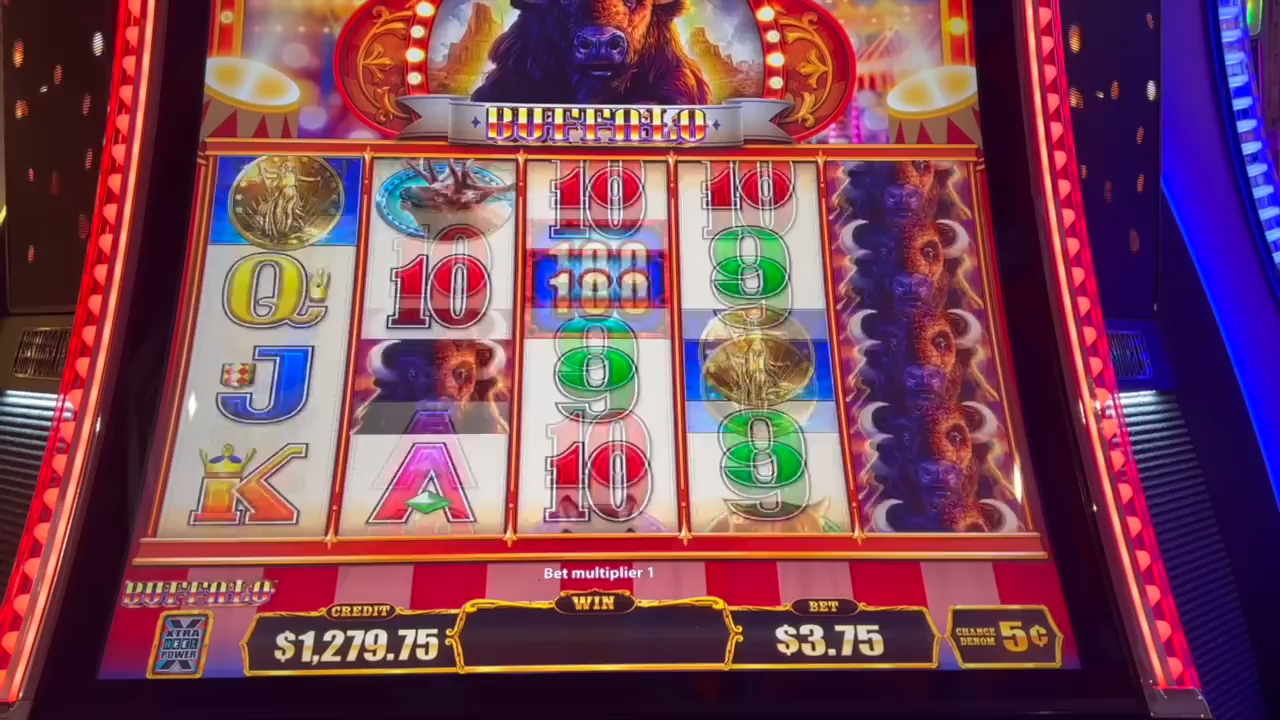 BUFFALO
10 10
Q 10 100 9
J 9
K A 10 9
Bet multiplier 1
BUFFALO
XTRA REEL POWER
CREDIT
$1,279.75
WIN
BET
$3.75
CHANGE DENOM 5¢